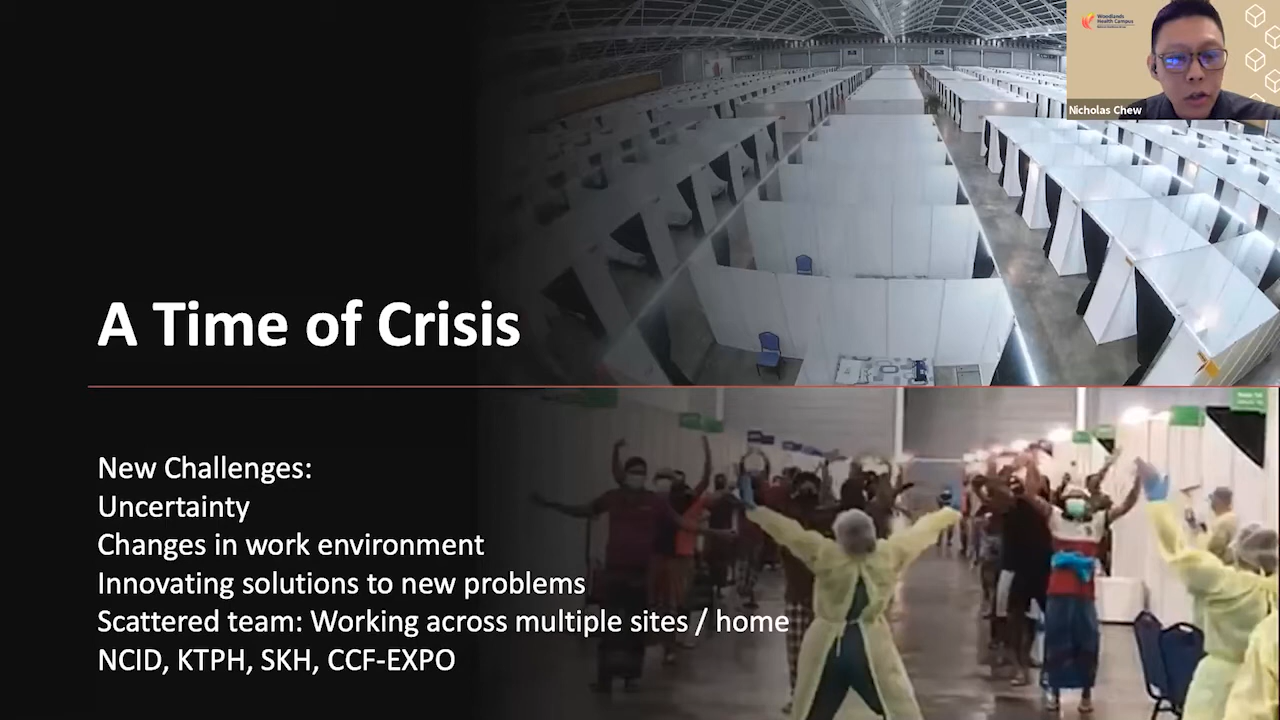 Woodlands
Health Campus
Nicholas Chew
A Time of Crisis
New Challenges:
Uncertainty
Changes in work environment
Innovating solutions to new problems
Scattered team: Working across multiple sites / home
NCID, KTPH, SKH, CCF-EXPO